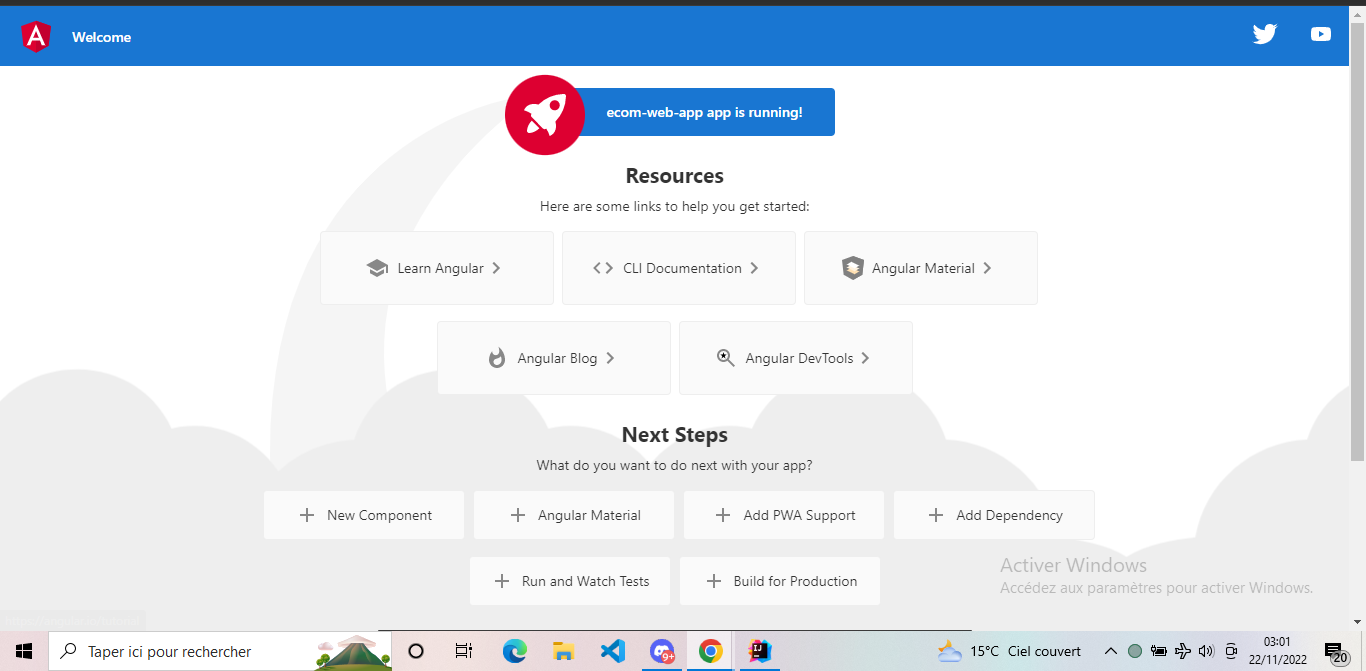 Welcome
ecom-web-app app is running!
Resources
Here are some links to help you get started:
Learn Angular
CLI Documentation
Angular Material
Angular Blog
Angular DevTools
Next Steps
What do you want to do next with your app?
New Component
Angular Material
Add PWA Support
Add Dependency
Run and Watch Tests
Build for Production
Activer Windows
Accédez aux paramètres pour activer Windows.
Taper ici pour rechercher
9+
15°C Ciel couvert
03:01
22/11/2022
20